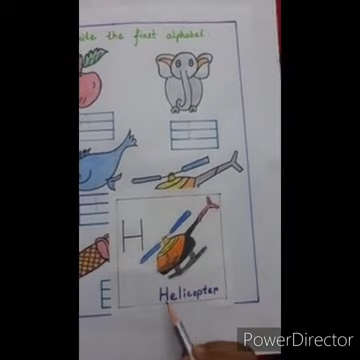 the first alphabet.
H
Helicopter
E
PowerDirector